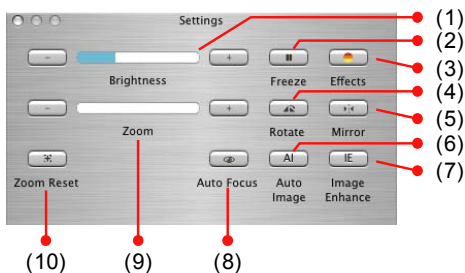 Settings
(1)
(2)
- + 
(3)
Brightness Freeze Effects
(4)
- +
(5)
Zoom Rotate Mirror
(6)
AI IE
(7)
Zoom Reset Auto Focus Auto Image
Image Enhance
(10) (9) (8)